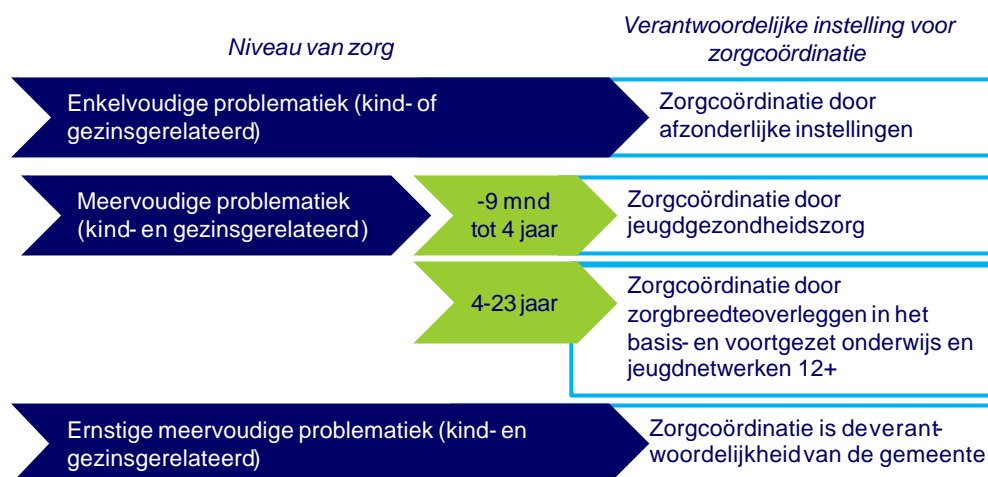 Niveau van zorg
Verantwoordelijke instelling voor
zorgcoördinatie
Enkelvoudige problematiek (kind- of
gezinsgerelateerd)
Zorgcoördinatie door
afzonderlijke instellingen
Meervoudige problematiek
(kind- en gezinsgerelateerd)
-9 mnd
tot 4 jaar
Zorgcoördinatie door
jeugdgezondheidszorg
4-23 jaar
Zorgcoördinatie door
zorgbreedteoverleggen in het
basis- en voortgezet onderwijs en
jeugdnetwerken 12+
Ernstige meervoudige problematiek (kind- en
gezinsgerelateerd)
Zorgcoördinatie is de verant-
woordelijkheid van de gemeente